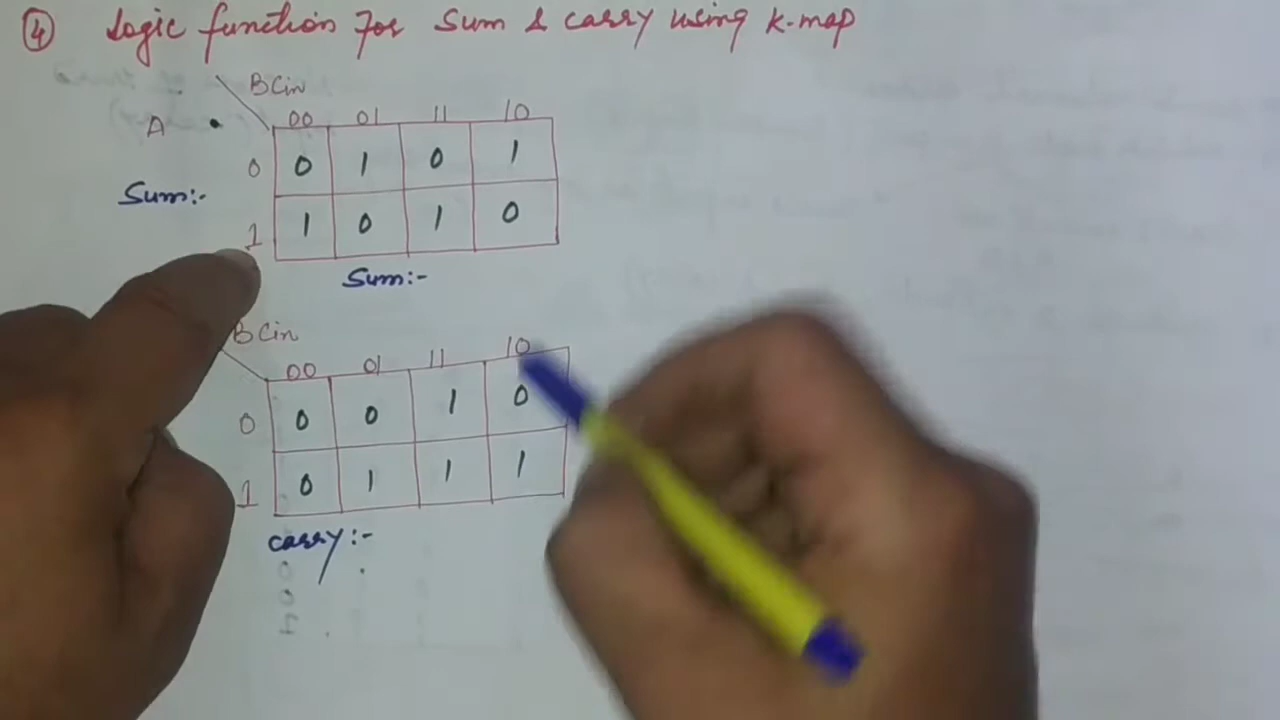 ④ Logic function for Sum & carry using k-map
B Cin
A
00 01 11 10
0 0 1 0 1
Sum:-
1 1 0 1 0
Sum:-
B Cin
00 01 11 10
0 0 0 1 0
1 0 1 1 1
carry:-